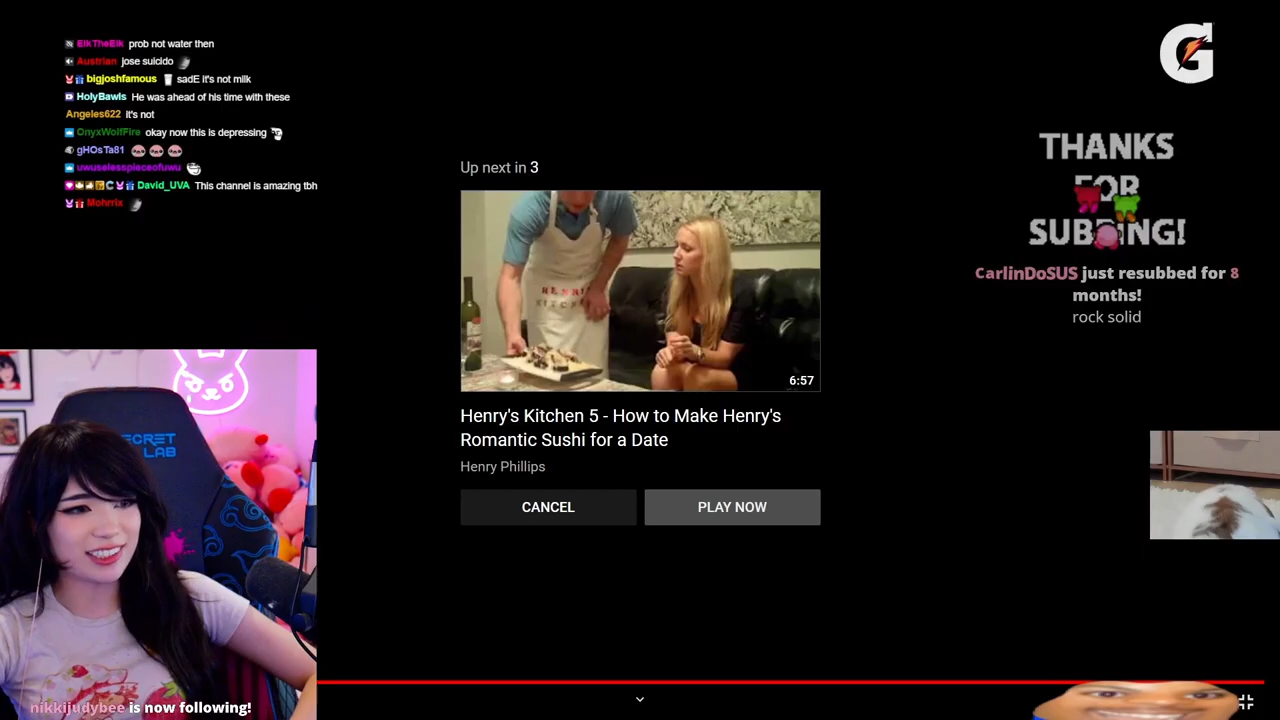 ElkTheElk prob not water then
Austrian jose suicido
bigjoshfamous sadE it's not milk
HolyBawls He was ahead of his time with these
Angeles622 it's not
OnyxWolfFire okay now this is depressing
gHOsTa81
uwuselesspieceofuwu
David_UVA This channel is amazing tbh
Mohrrix
G
THANKS
FOR
SUBBING!
CarlinDoSUS just resubbed for 8
months!
rock solid
Up next in 3
HENRI'S
KITCHEN
6:57
Henry's Kitchen 5 - How to Make Henry's
Romantic Sushi for a Date
Henry Phillips
CANCEL
PLAY NOW
SECRET
LAB
nikkijudybee is now following!